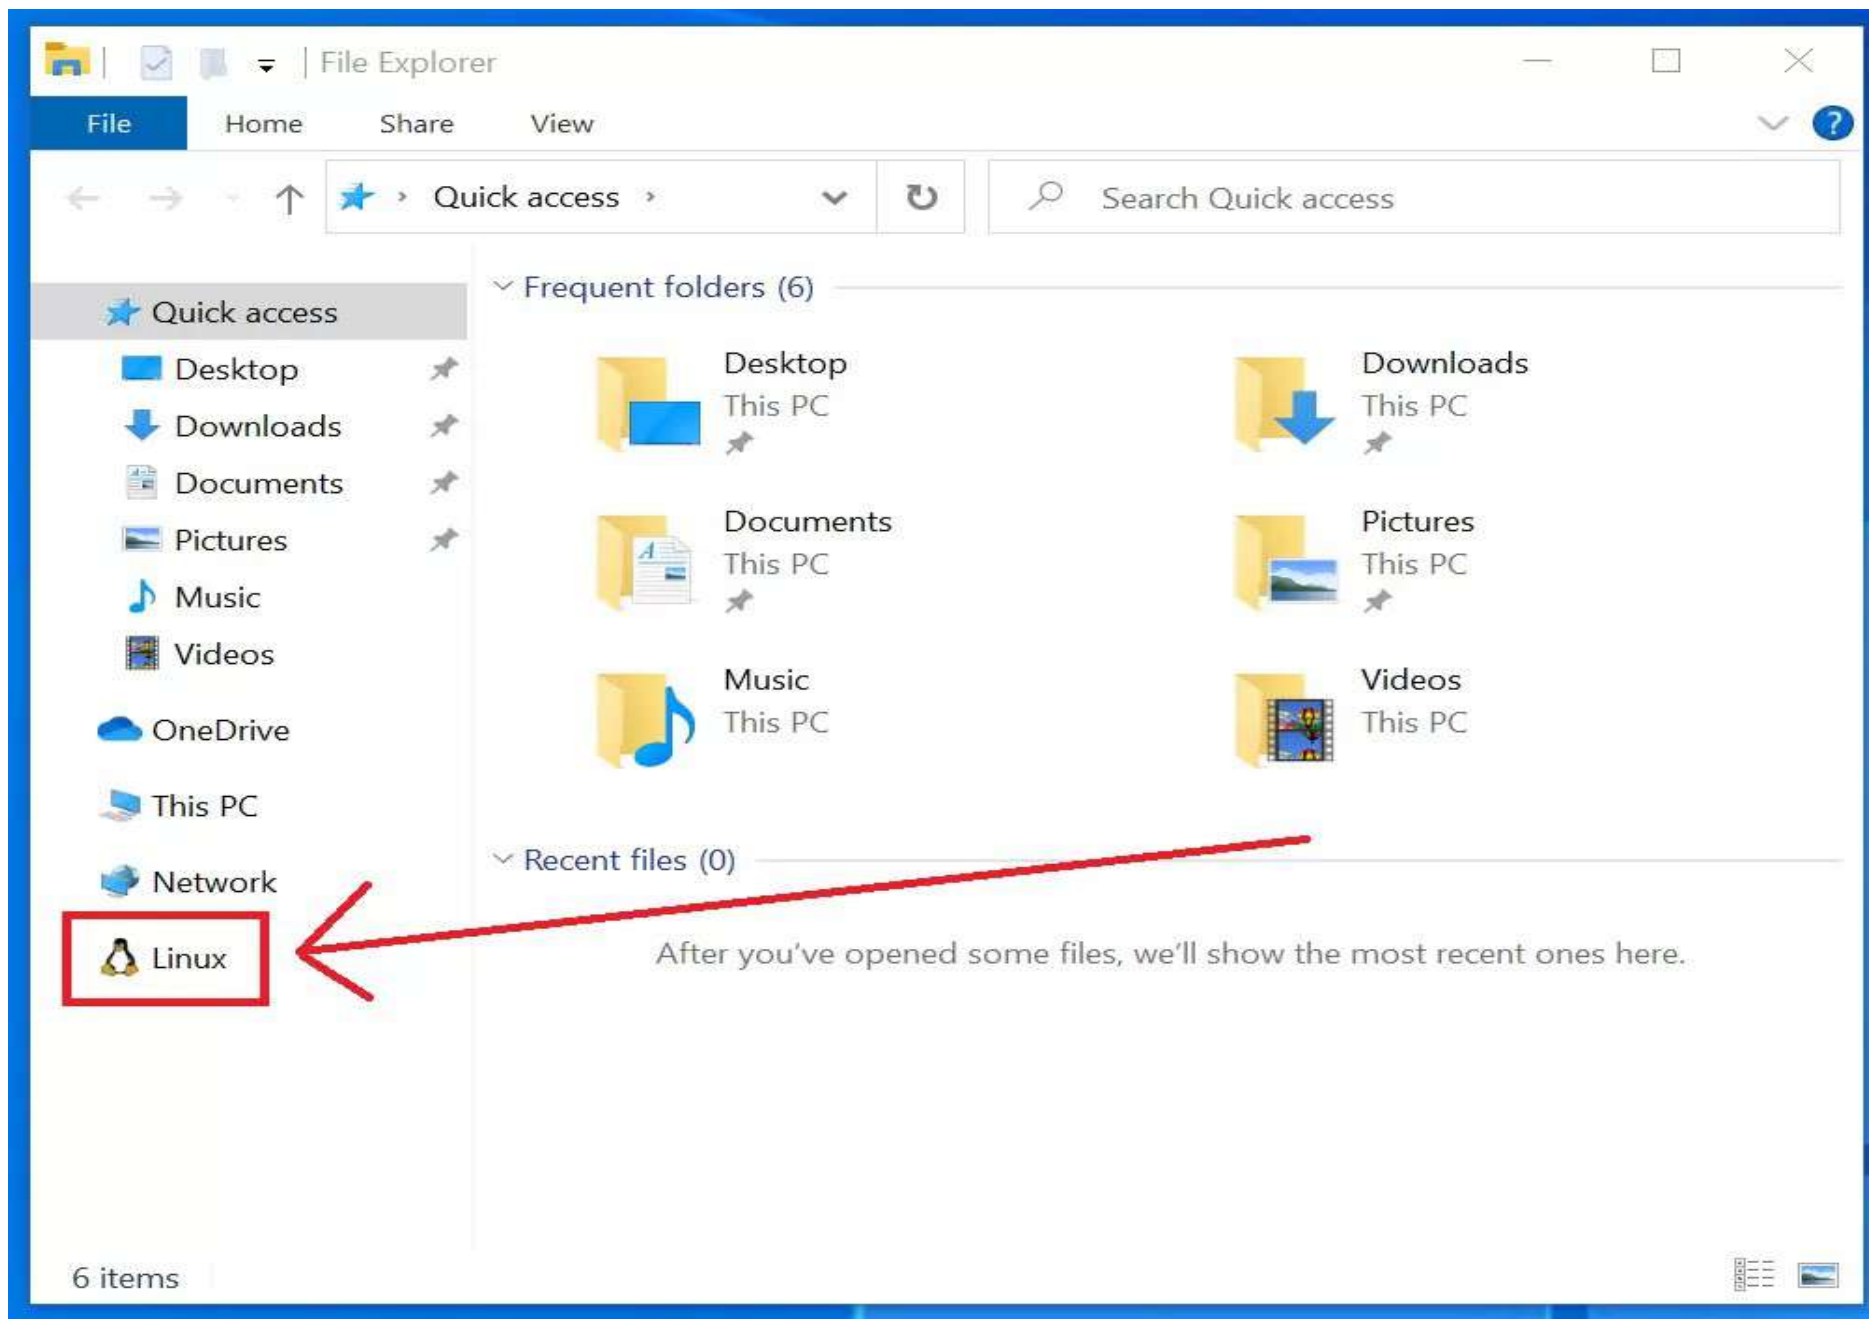 File Explorer
File Home Share View
?
Quick access
Search Quick access
Quick access
Desktop
Downloads
Documents
Pictures
Music
Videos
OneDrive
This PC
Network
Linux
Frequent folders (6)
Desktop
This PC
Downloads
This PC
Documents
This PC
Pictures
This PC
Music
This PC
Videos
This PC
Recent files (0)
After you've opened some files, we'll show the most recent ones here.
6 items